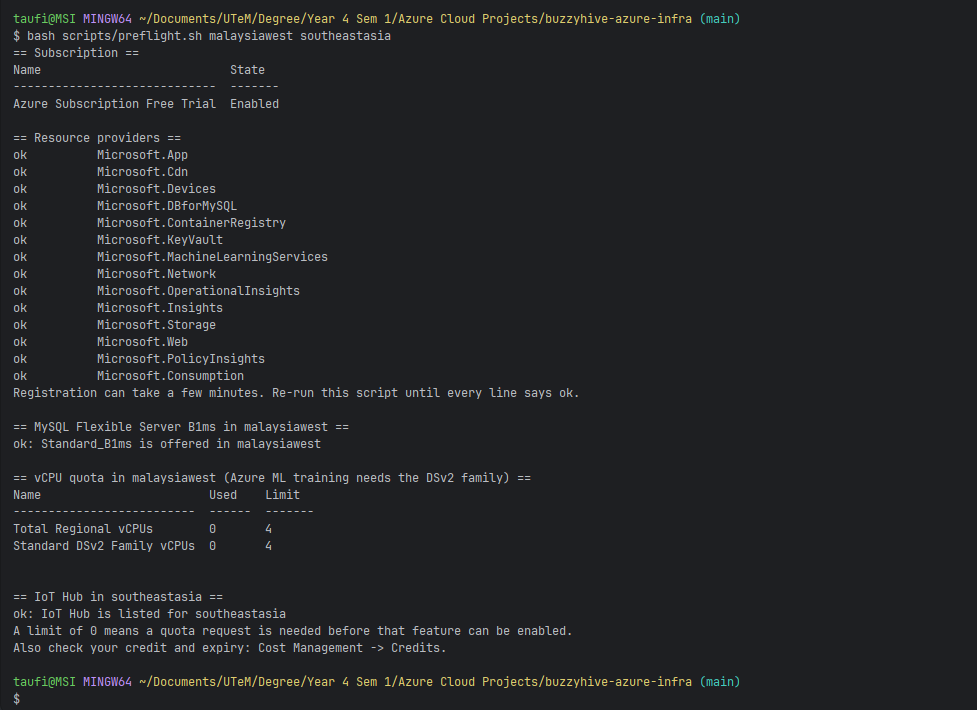 taufi@MSI MINGW64 ~/Documents/UTeM/Degree/Year 4 Sem 1/Azure Cloud Projects/buzzyhive-azure-infra (main)
$ bash scripts/preflight.sh malaysiawest southeastasia
== Subscription ==
Name                           State
-----------------------------  -------
Azure Subscription Free Trial  Enabled

== Resource providers ==
ok          Microsoft.App
ok          Microsoft.Cdn
ok          Microsoft.Devices
ok          Microsoft.DBforMySQL
ok          Microsoft.ContainerRegistry
ok          Microsoft.KeyVault
ok          Microsoft.MachineLearningServices
ok          Microsoft.Network
ok          Microsoft.OperationalInsights
ok          Microsoft.Insights
ok          Microsoft.Storage
ok          Microsoft.Web
ok          Microsoft.PolicyInsights
ok          Microsoft.Consumption
Registration can take a few minutes. Re-run this script until every line says ok.

== MySQL Flexible Server B1ms in malaysiawest ==
ok: Standard_B1ms is offered in malaysiawest

== vCPU quota in malaysiawest (Azure ML training needs the DSv2 family) ==
Name                        Used    Limit
--------------------------  ------  -------
Total Regional vCPUs        0       4
Standard DSv2 Family vCPUs  0       4

== IoT Hub in southeastasia ==
ok: IoT Hub is listed for southeastasia
A limit of 0 means a quota request is needed before that feature can be enabled.
Also check your credit and expiry: Cost Management -> Credits.

taufi@MSI MINGW64 ~/Documents/UTeM/Degree/Year 4 Sem 1/Azure Cloud Projects/buzzyhive-azure-infra (main)
$